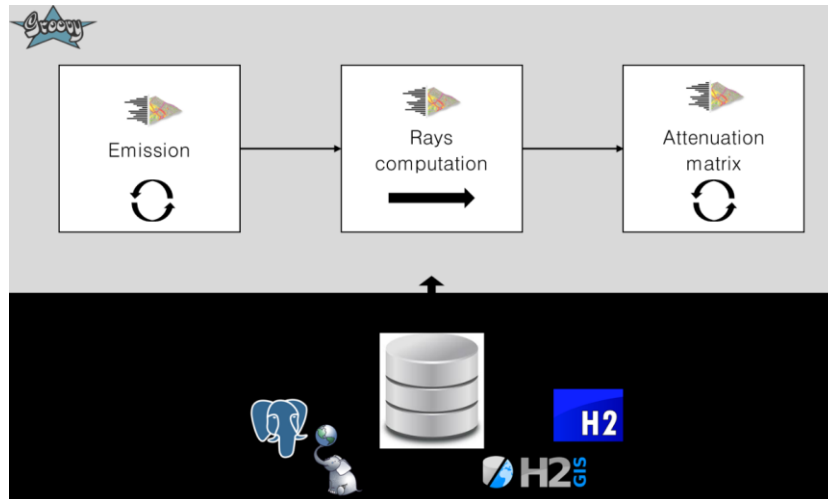 Groovy
Emission
Rays
computation
Attenuation
matrix
H2
H2GIS